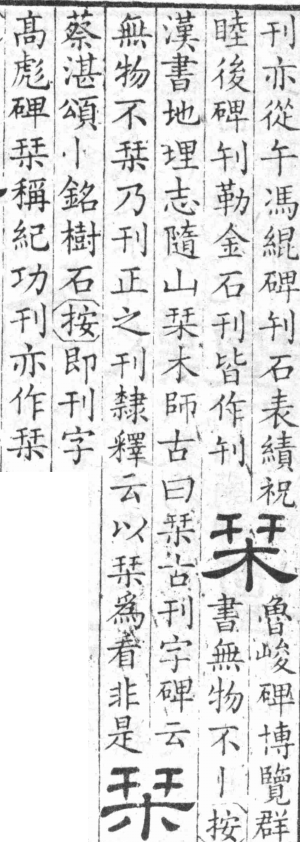 刊亦從午馮緄碑刋石表績祝
睦後碑刋勒金石刊皆作刋
栞
魯峻碑博覽群
書無物不丨按
漢書地理志隨山栞木師古曰栞古刊字碑云
無物不栞乃刊正之刊隸釋云以栞爲看非是
栞
蔡湛頌丨銘樹石按即刊字
高彪碑栞稱紀功刊亦作栞